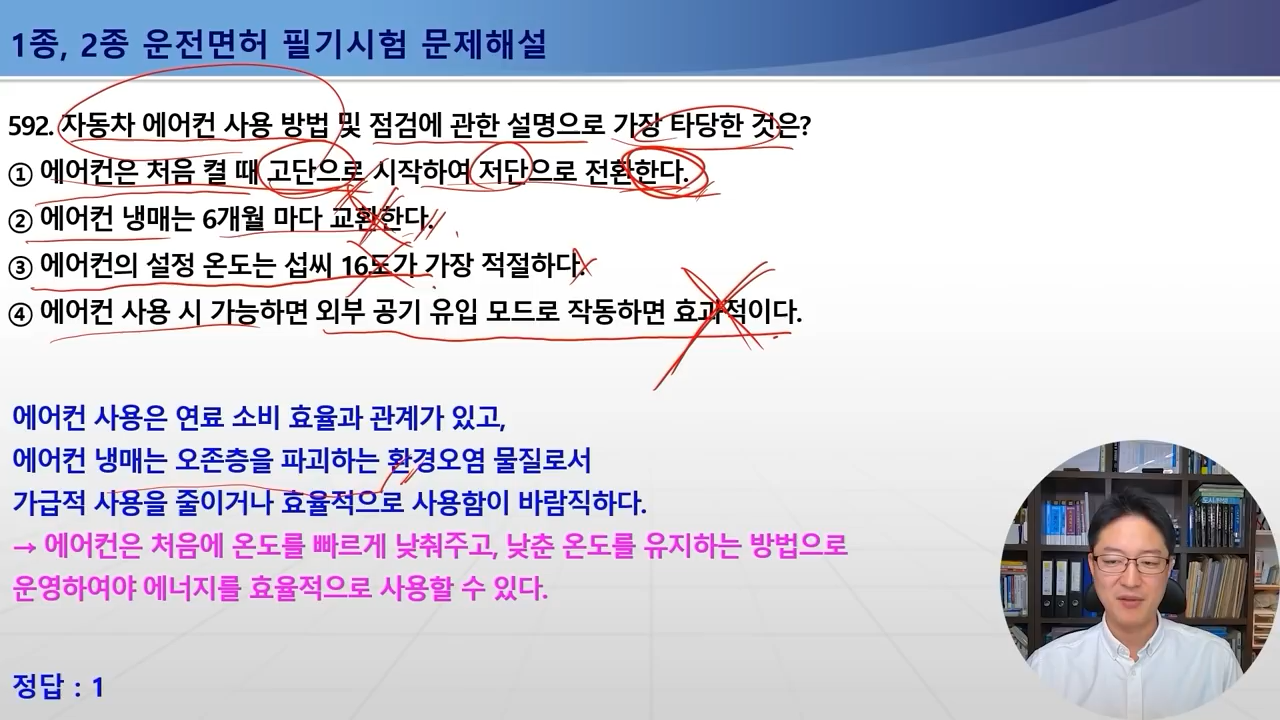 1종, 2종 운전면허 필기시험 문제해설
592. 자동차 에어컨 사용 방법 및 점검에 관한 설명으로 가장 타당한 것은?
① 에어컨은 처음 켤 때 고단으로 시작하여 저단으로 전환한다.
② 에어컨 냉매는 6개월 마다 교환한다.
③ 에어컨의 설정 온도는 섭씨 16도가 가장 적절하다.
④ 에어컨 사용 시 가능하면 외부 공기 유입 모드로 작동하면 효과적이다.
에어컨 사용은 연료 소비 효율과 관계가 있고,
에어컨 냉매는 오존층을 파괴하는 환경오염 물질로서
가급적 사용을 줄이거나 효율적으로 사용함이 바람직하다.
→ 에어컨은 처음에 온도를 빠르게 낮춰주고, 낮춘 온도를 유지하는 방법으로
운영하여야 에너지를 효율적으로 사용할 수 있다.
정답 : 1